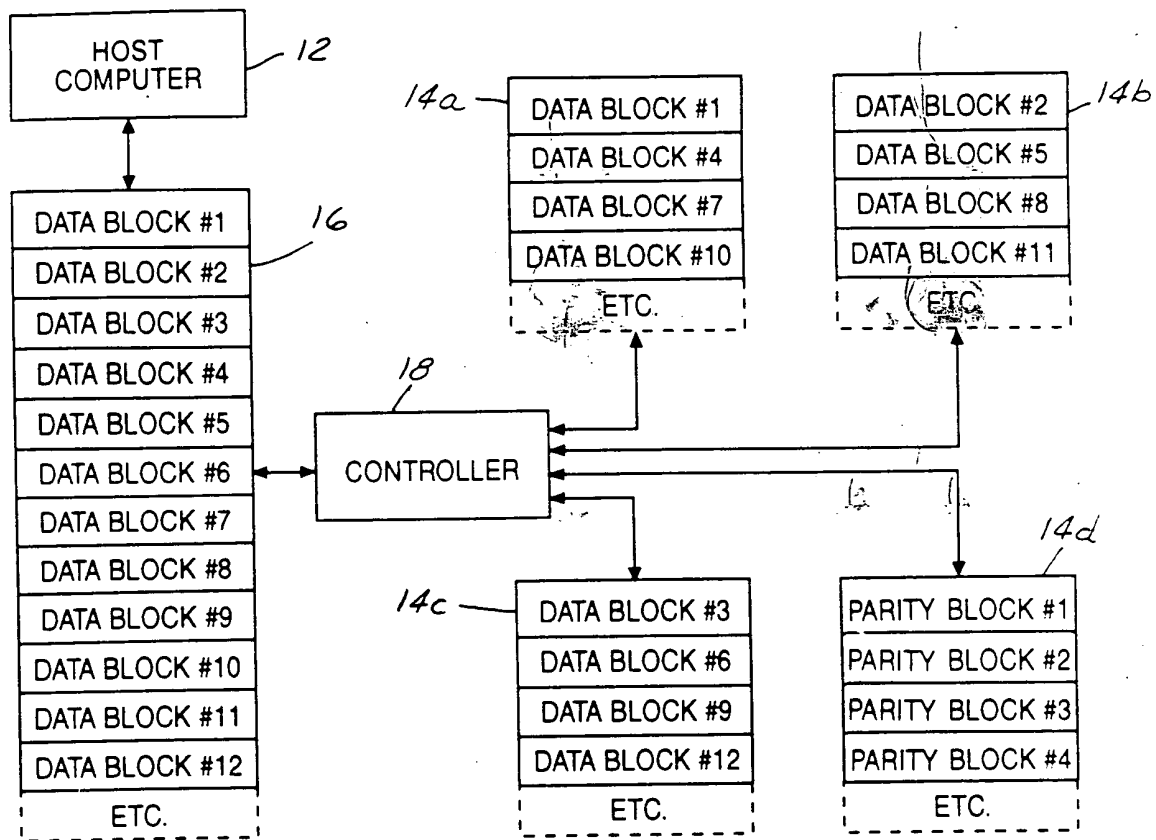 HOST
COMPUTER
12
DATA BLOCK #1
DATA BLOCK #2
DATA BLOCK #3
DATA BLOCK #4
DATA BLOCK #5
DATA BLOCK #6
DATA BLOCK #7
DATA BLOCK #8
DATA BLOCK #9
DATA BLOCK #10
DATA BLOCK #11
DATA BLOCK #12
ETC.
16
18
CONTROLLER
14a
DATA BLOCK #1
DATA BLOCK #4
DATA BLOCK #7
DATA BLOCK #10
ETC.
14b
DATA BLOCK #2
DATA BLOCK #5
DATA BLOCK #8
DATA BLOCK #11
ETC.
14c
DATA BLOCK #3
DATA BLOCK #6
DATA BLOCK #9
DATA BLOCK #12
ETC.
14d
PARITY BLOCK #1
PARITY BLOCK #2
PARITY BLOCK #3
PARITY BLOCK #4
ETC.